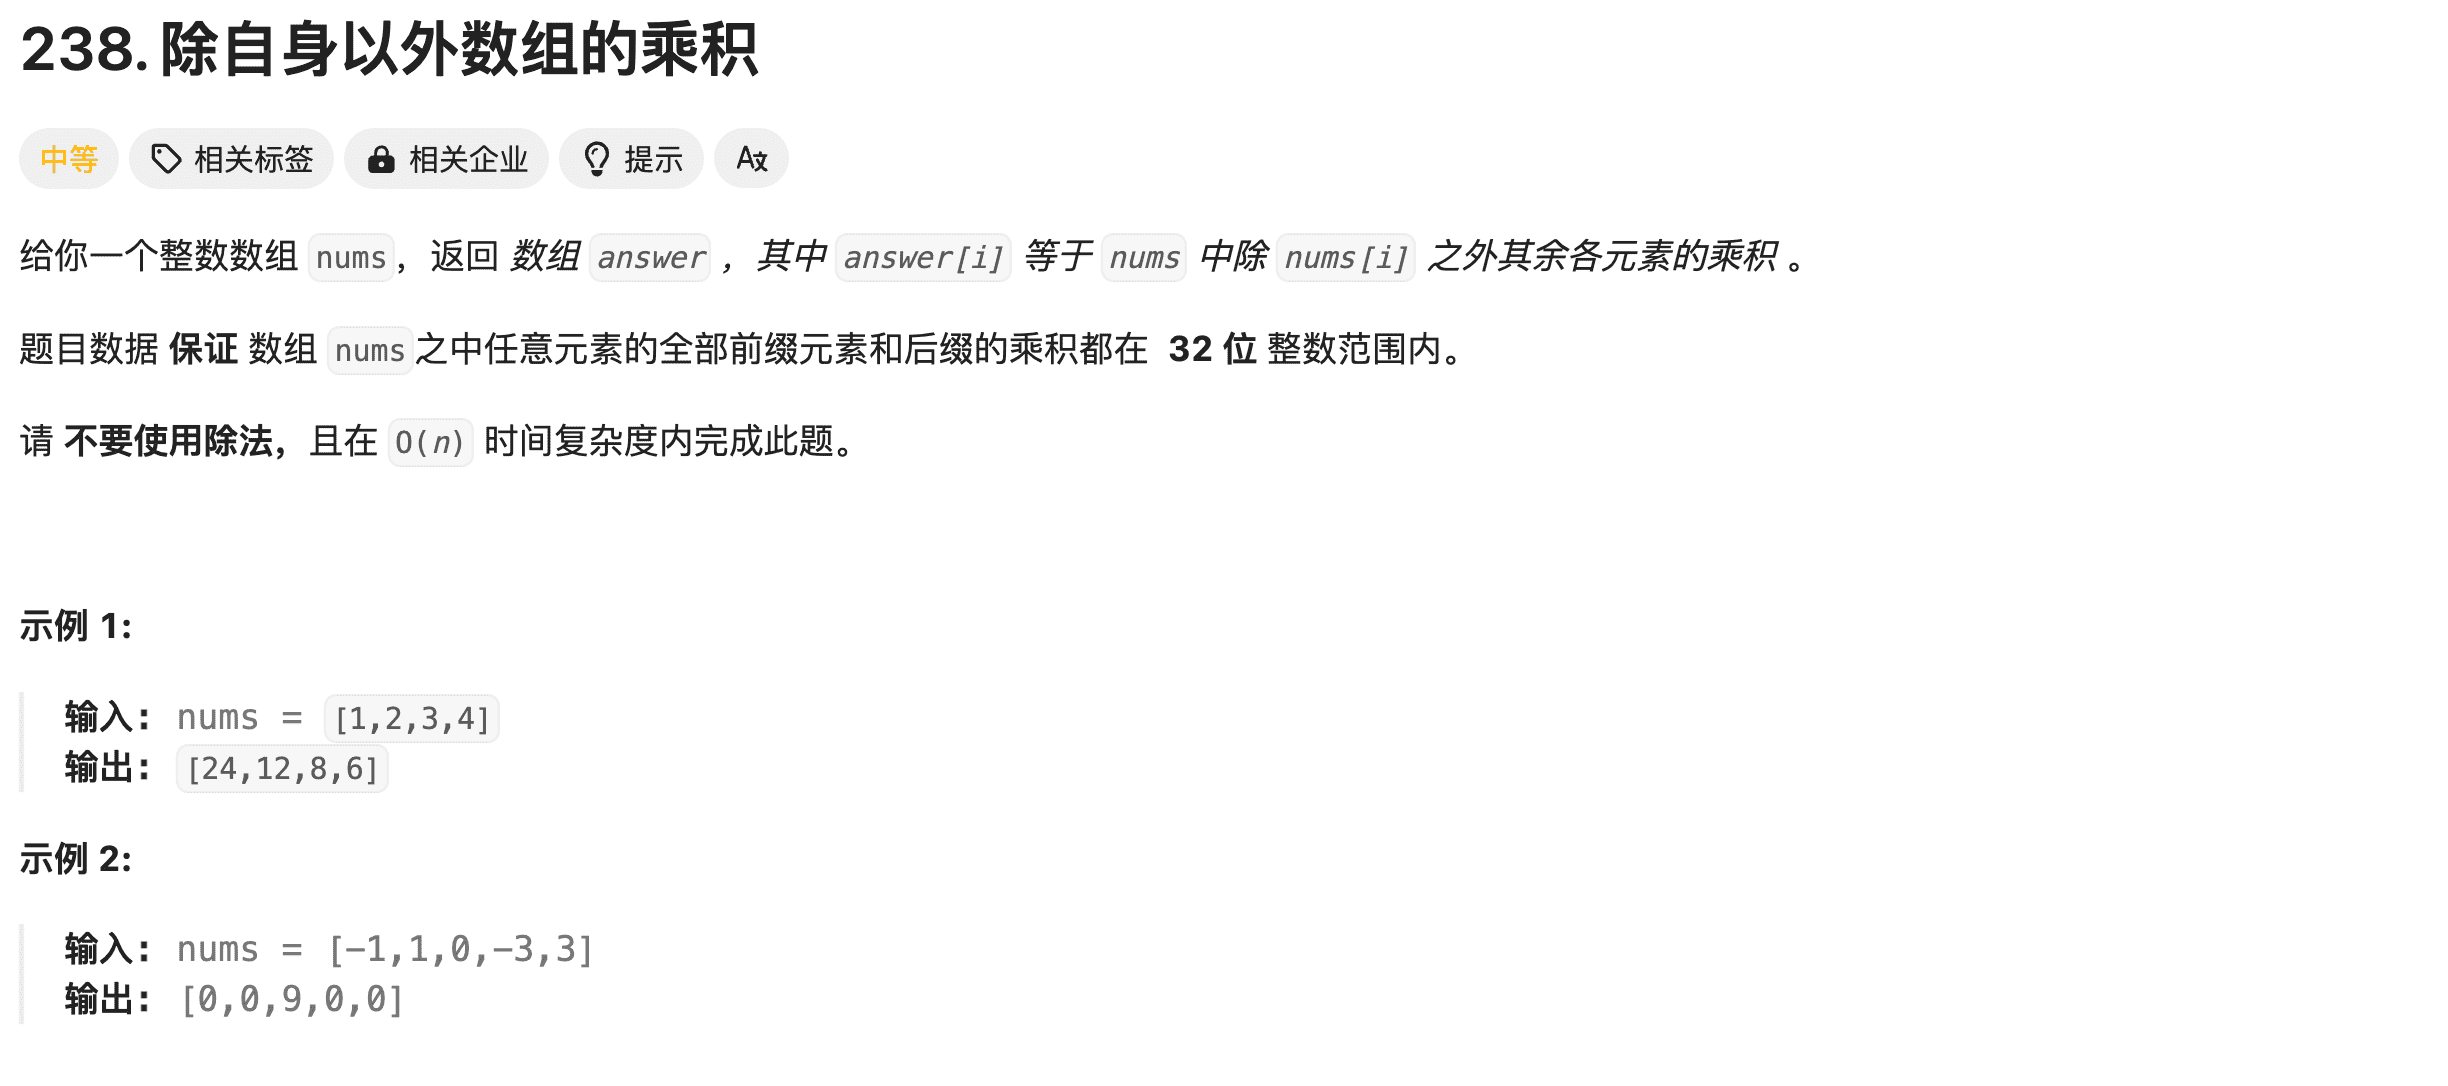 238. 除自身以外数组的乘积
中等 相关标签 相关企业 提示 A文
给你一个整数数组 nums，返回 数组 answer ，其中 answer[i] 等于 nums 中除 nums[i] 之外其余各元素的乘积 。
题目数据 保证 数组 nums之中任意元素的全部前缀元素和后缀的乘积都在 32 位 整数范围内。
请 不要使用除法，且在 O(n) 时间复杂度内完成此题。
示例 1:
输入: nums = [1,2,3,4]
输出: [24,12,8,6]
示例 2:
输入: nums = [-1,1,0,-3,3]
输出: [0,0,9,0,0]